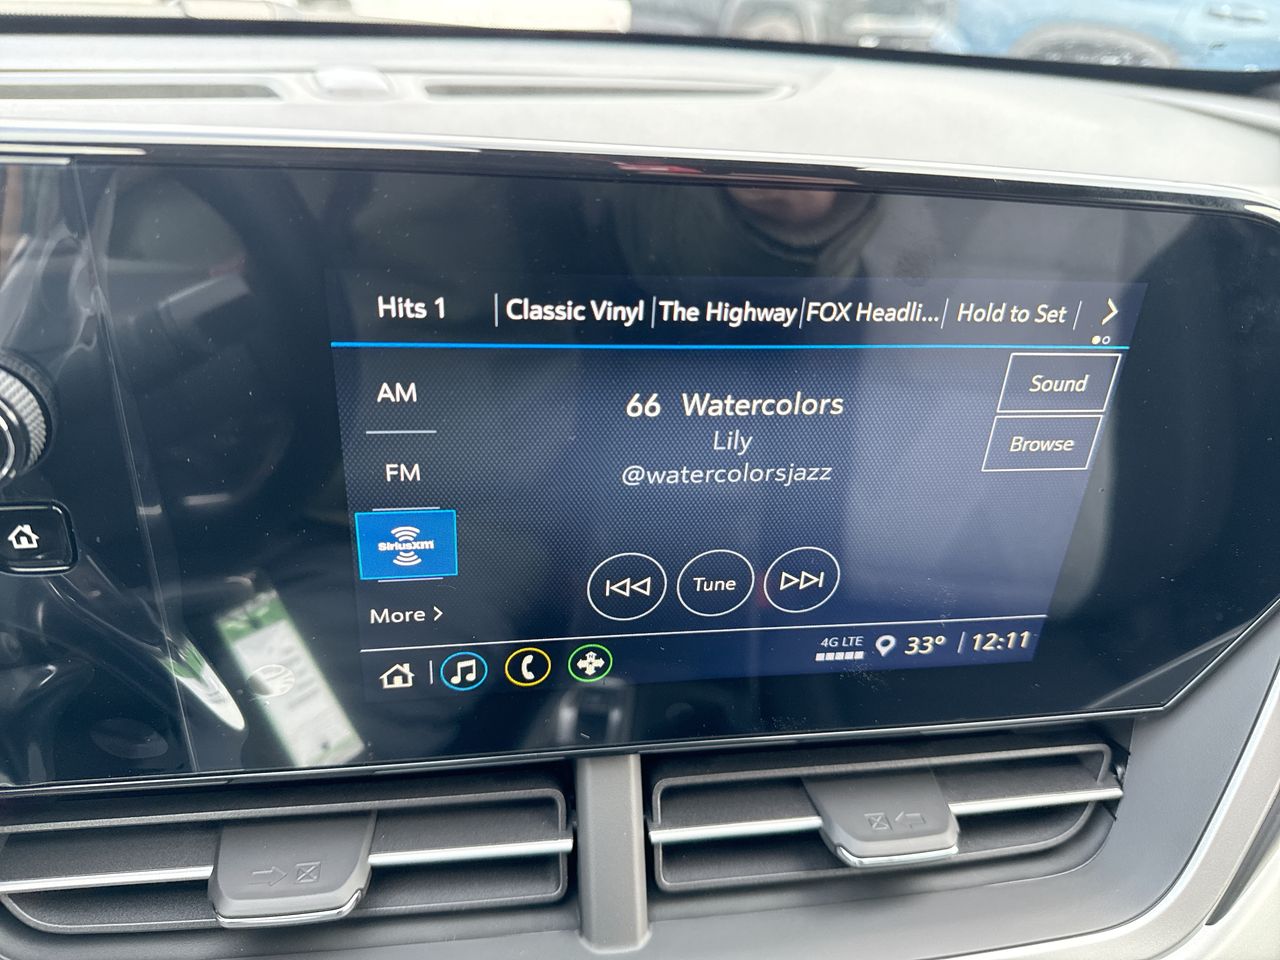 Hits 1 | Classic Vinyl | The Highway | FOX Headli... | Hold to Set |
AM
FM
SiriusXM
More >
66 Watercolors
Lily
@watercolorsjazz
Sound
Browse
Tune
4G LTE
33° | 12:11